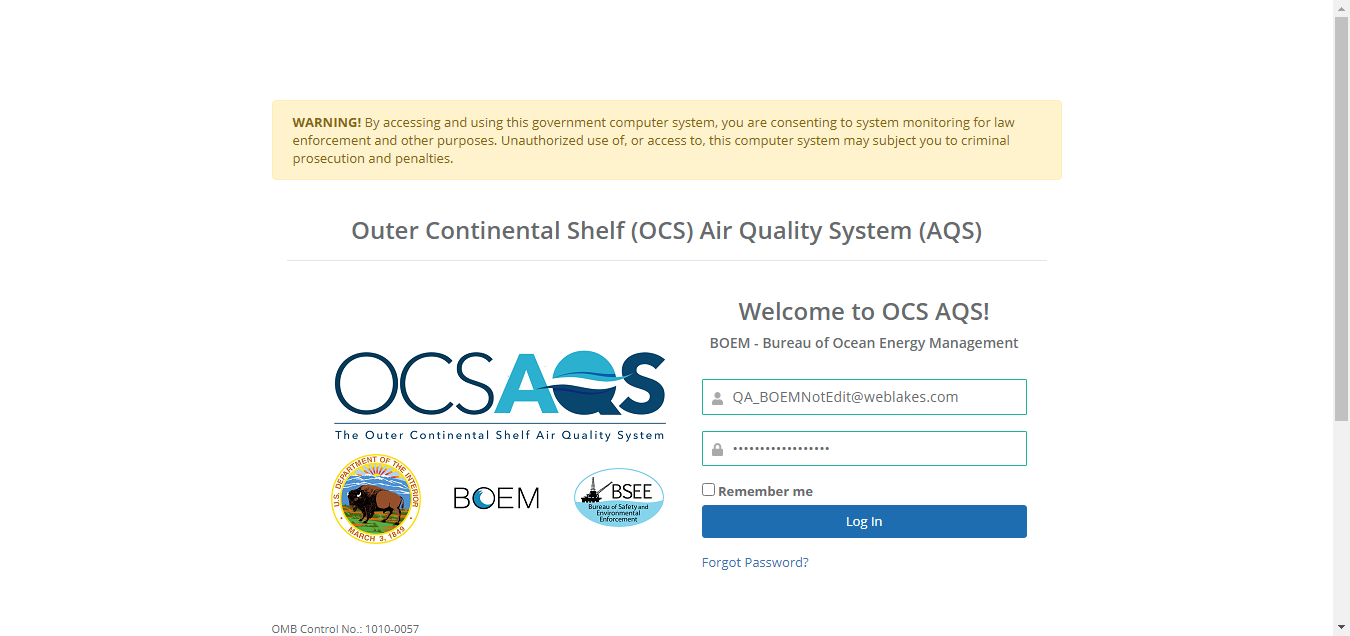 WARNING! By accessing and using this government computer system, you are consenting to system monitoring for law
enforcement and other purposes. Unauthorized use of, or access to, this computer system may subject you to criminal
prosecution and penalties.
Outer Continental Shelf (OCS) Air Quality System (AQS)
Welcome to OCS AQS!
BOEM - Bureau of Ocean Energy Management
OCSAQS
The Outer Continental Shelf Air Quality System
QA_BOEMNotEdit@weblakes.com
••••••••••••••••••
U.S. DEPARTMENT OF THE INTERIOR
MARCH 3, 1849
BOEM
BSEE
Bureau of Safety and
Environmental
Enforcement
Remember me
Log In
Forgot Password?
OMB Control No.: 1010-0057